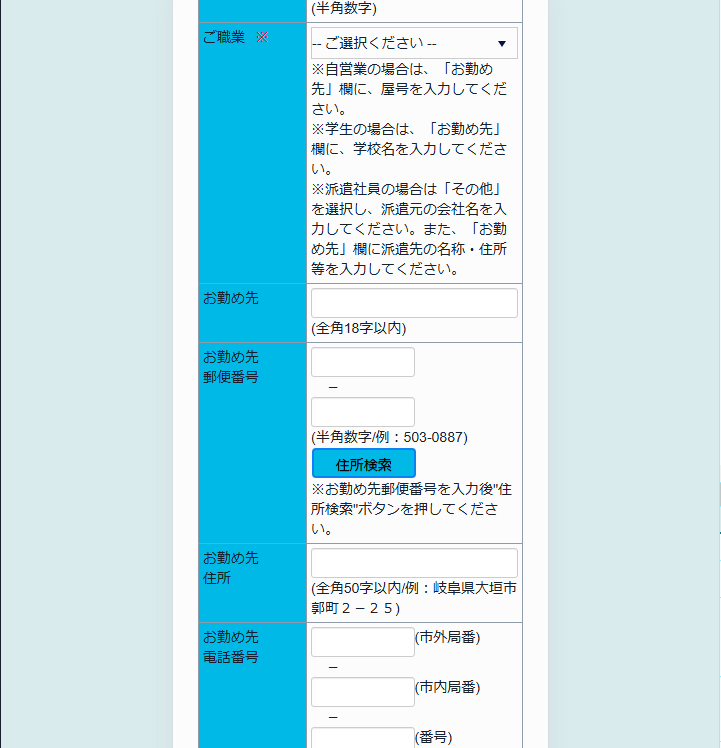 (半角数字)
ご職業 ※
-- ご選択ください --
※自営業の場合は、「お勤め
先」欄に、屋号を入力してくだ
さい。
※学生の場合は、「お勤め先」
欄に、学校名を入力してくださ
い。
※派遣社員の場合は「その他」
を選択し、派遣元の会社名を入
力してください。また、「お勤
め先」欄に派遣先の名称・住所
等を入力してください。
お勤め先
(全角18字以内)
お勤め先
郵便番号
－
(半角数字/例：503-0887)
住所検索
※お勤め先郵便番号を入力後"住
所検索"ボタンを押してくださ
い。
お勤め先
住所
(全角50字以内/例：岐阜県大垣市
郭町２－２５)
お勤め先
電話番号
(市外局番)
－
(市内局番)
－
(番号)